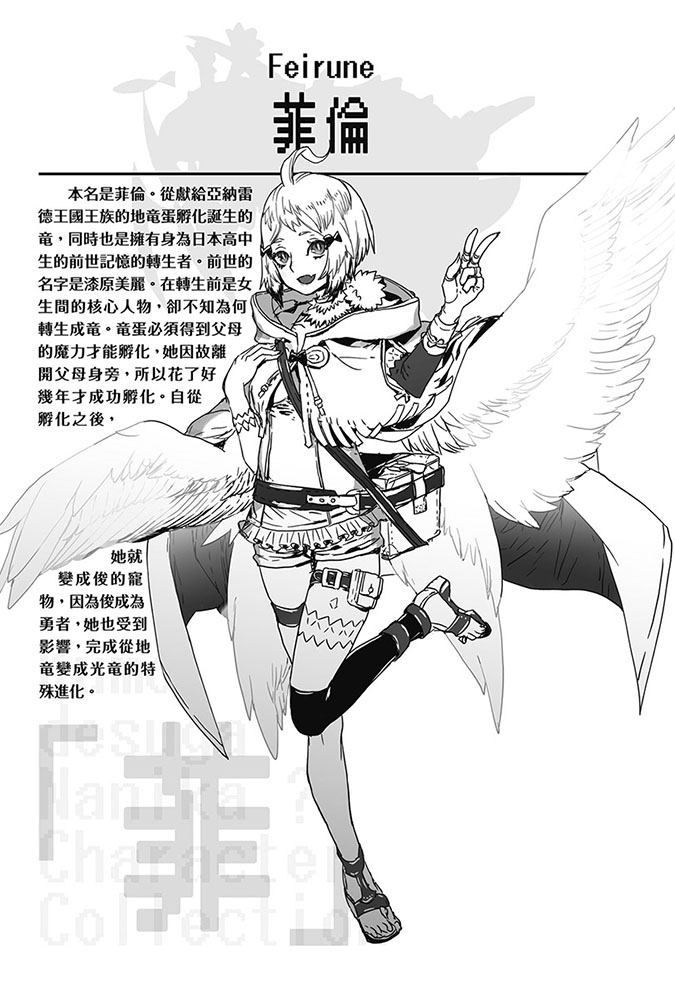 Feirune
菲倫
本名是菲倫。從獻給亞納雷
德王國王族的地竜蛋孵化誕生的
竜，同時也是擁有身為日本高中
生的前世記憶的轉生者。前世的
名字是漆原美麗。在轉生前是女
生間的核心人物，卻不知為何
轉生成竜。竜蛋必須得到父母
的魔力才能孵化，她因故離
開父母身旁，所以花了好
幾年才成功孵化。自從
孵化之後，
她就
變成俊的寵
物，因為俊成為
勇者，她也受到
影響，完成從地
竜變成光竜的特
殊進化。
desuga
Nanika ?
Character
Collection
「菲」